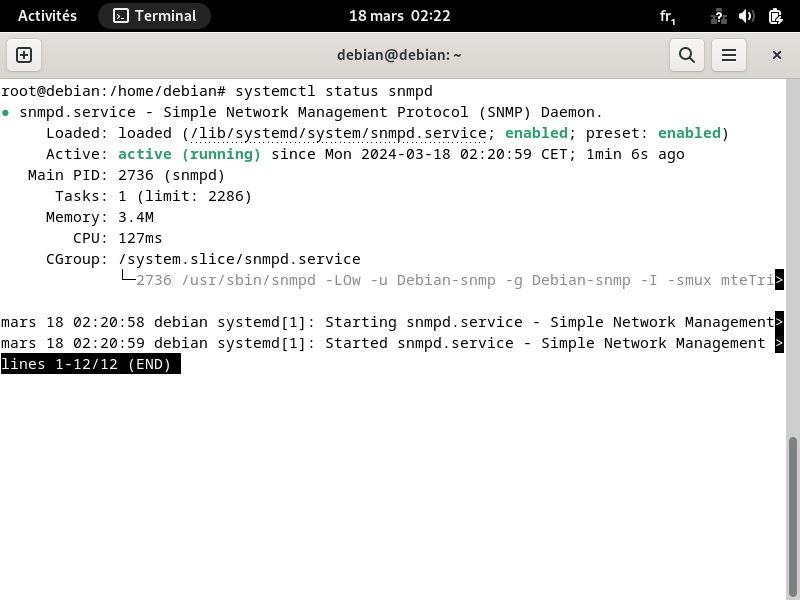 Activités Terminal 18 mars 02:22 fr1
debian@debian: ~
root@debian:/home/debian# systemctl status snmpd
● snmpd.service - Simple Network Management Protocol (SNMP) Daemon.
     Loaded: loaded (/lib/systemd/system/snmpd.service; enabled; preset: enabled)
     Active: active (running) since Mon 2024-03-18 02:20:59 CET; 1min 6s ago
   Main PID: 2736 (snmpd)
      Tasks: 1 (limit: 2286)
     Memory: 3.4M
        CPU: 127ms
     CGroup: /system.slice/snmpd.service
             └─2736 /usr/sbin/snmpd -LOw -u Debian-snmp -g Debian-snmp -I -smux mteTri>

mars 18 02:20:58 debian systemd[1]: Starting snmpd.service - Simple Network Management>
mars 18 02:20:59 debian systemd[1]: Started snmpd.service - Simple Network Management >
lines 1-12/12 (END)